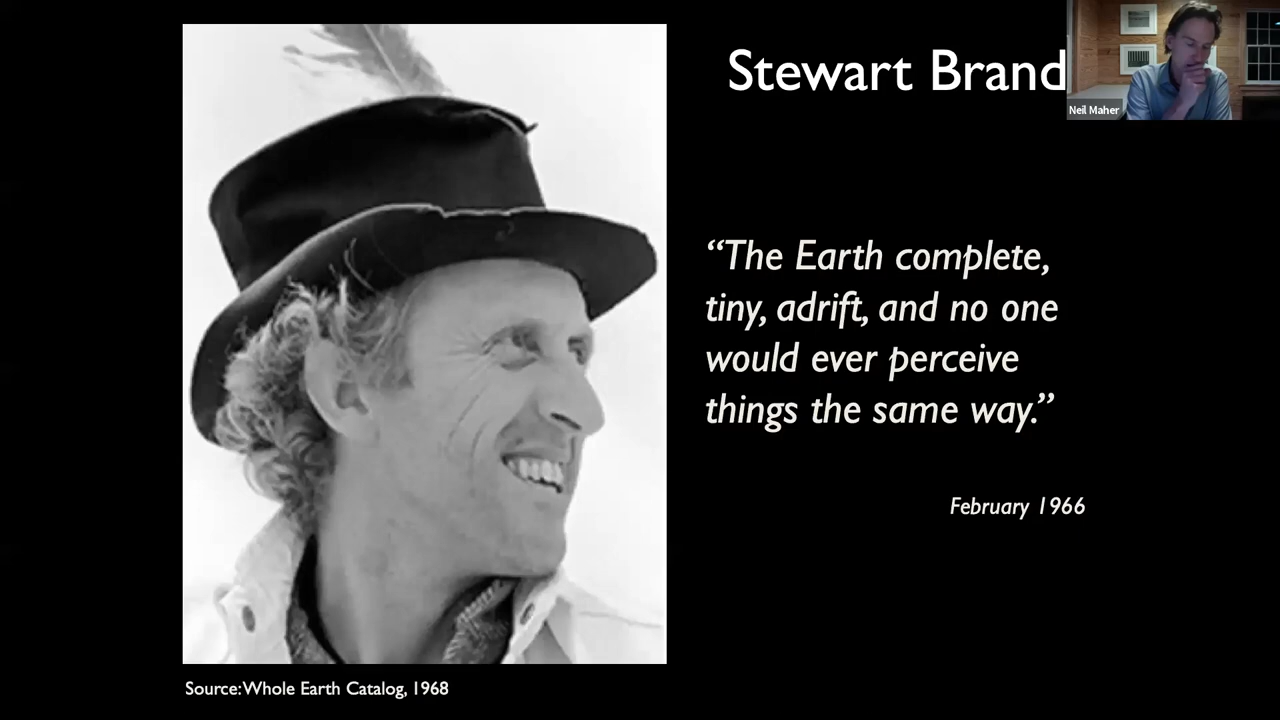 Stewart Brand
Neil Maher
“The Earth complete,
tiny, adrift, and no one
would ever perceive
things the same way.”
February 1966
Source:Whole Earth Catalog, 1968